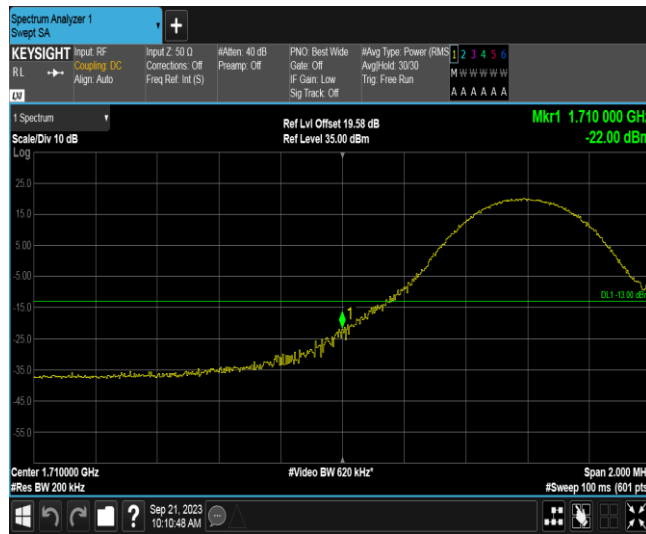 Spectrum Analyzer 1
Swept SA
+
KEYSIGHT
RL
LXI
Input: RF
Coupling: DC
Align: Auto
Input Z: 50 Ω
Corrections: Off
Freq Ref: Int (S)
#Atten: 40 dB
Preamp: Off
PNO: Best Wide
Gate: Off
IF Gain: Low
Sig Track: Off
#Avg Type: Power (RMS
Avg|Hold: 30/30
Trig: Free Run
1 2 3 4 5 6
M W W W W W
A A A A A A
1 Spectrum
Scale/Div 10 dB
Log
Ref Lvl Offset 19.58 dB
Ref Level 35.00 dBm
Mkr1 1.710 000 GHz
-22.00 dBm
25.0
15.0
5.00
-5.00
-15.0
-25.0
-35.0
-45.0
-55.0
DL1 -13.00 dBm
1
Center 1.710000 GHz
#Res BW 200 kHz
#Video BW 620 kHz*
Span 2.000 MHz
#Sweep 100 ms (601 pts)
?
Sep 21, 2023
10:10:48 AM